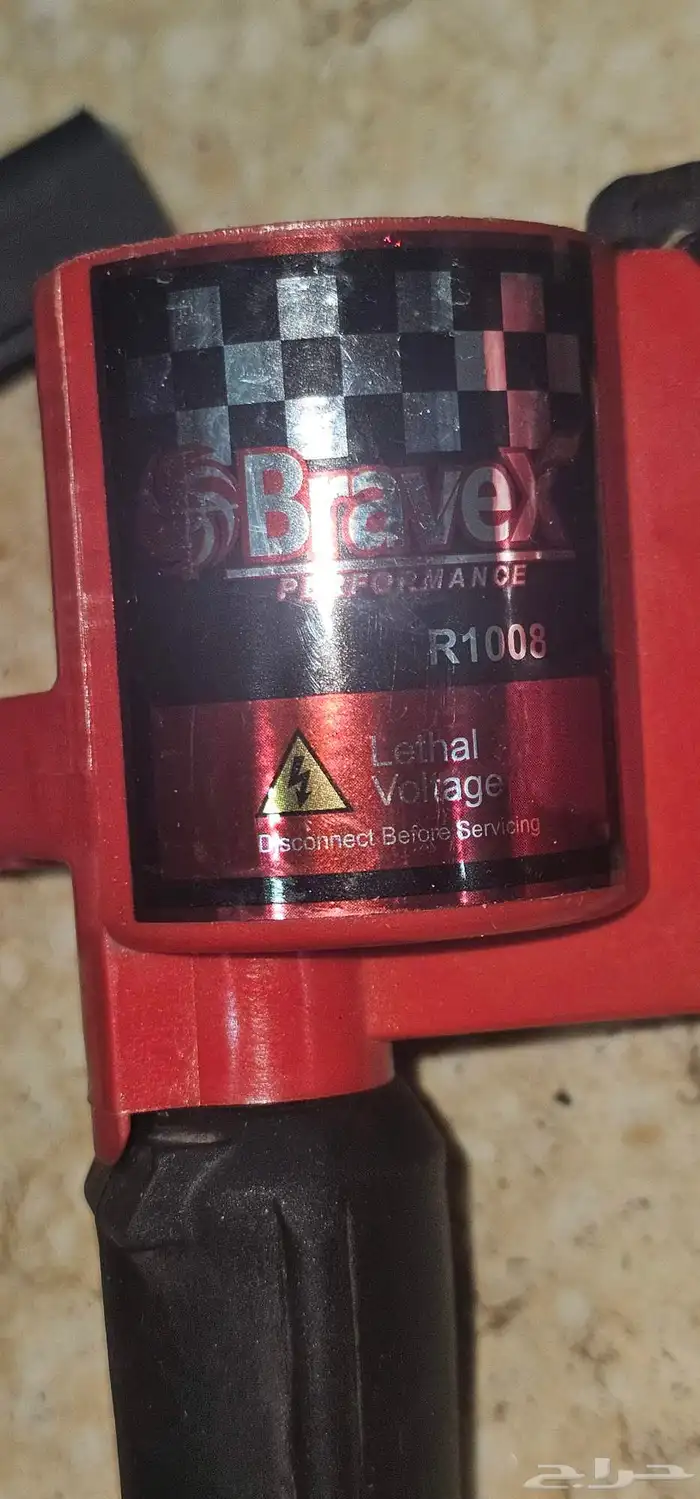 BraveX
PERFORMANCE
R1008
Lethal
Voltage
Disconnect Before Servicing
حراج